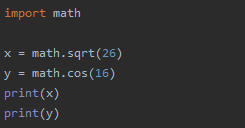 import math
x = math.sqrt(26)
y = math.cos(16)
print(x)
print(y)